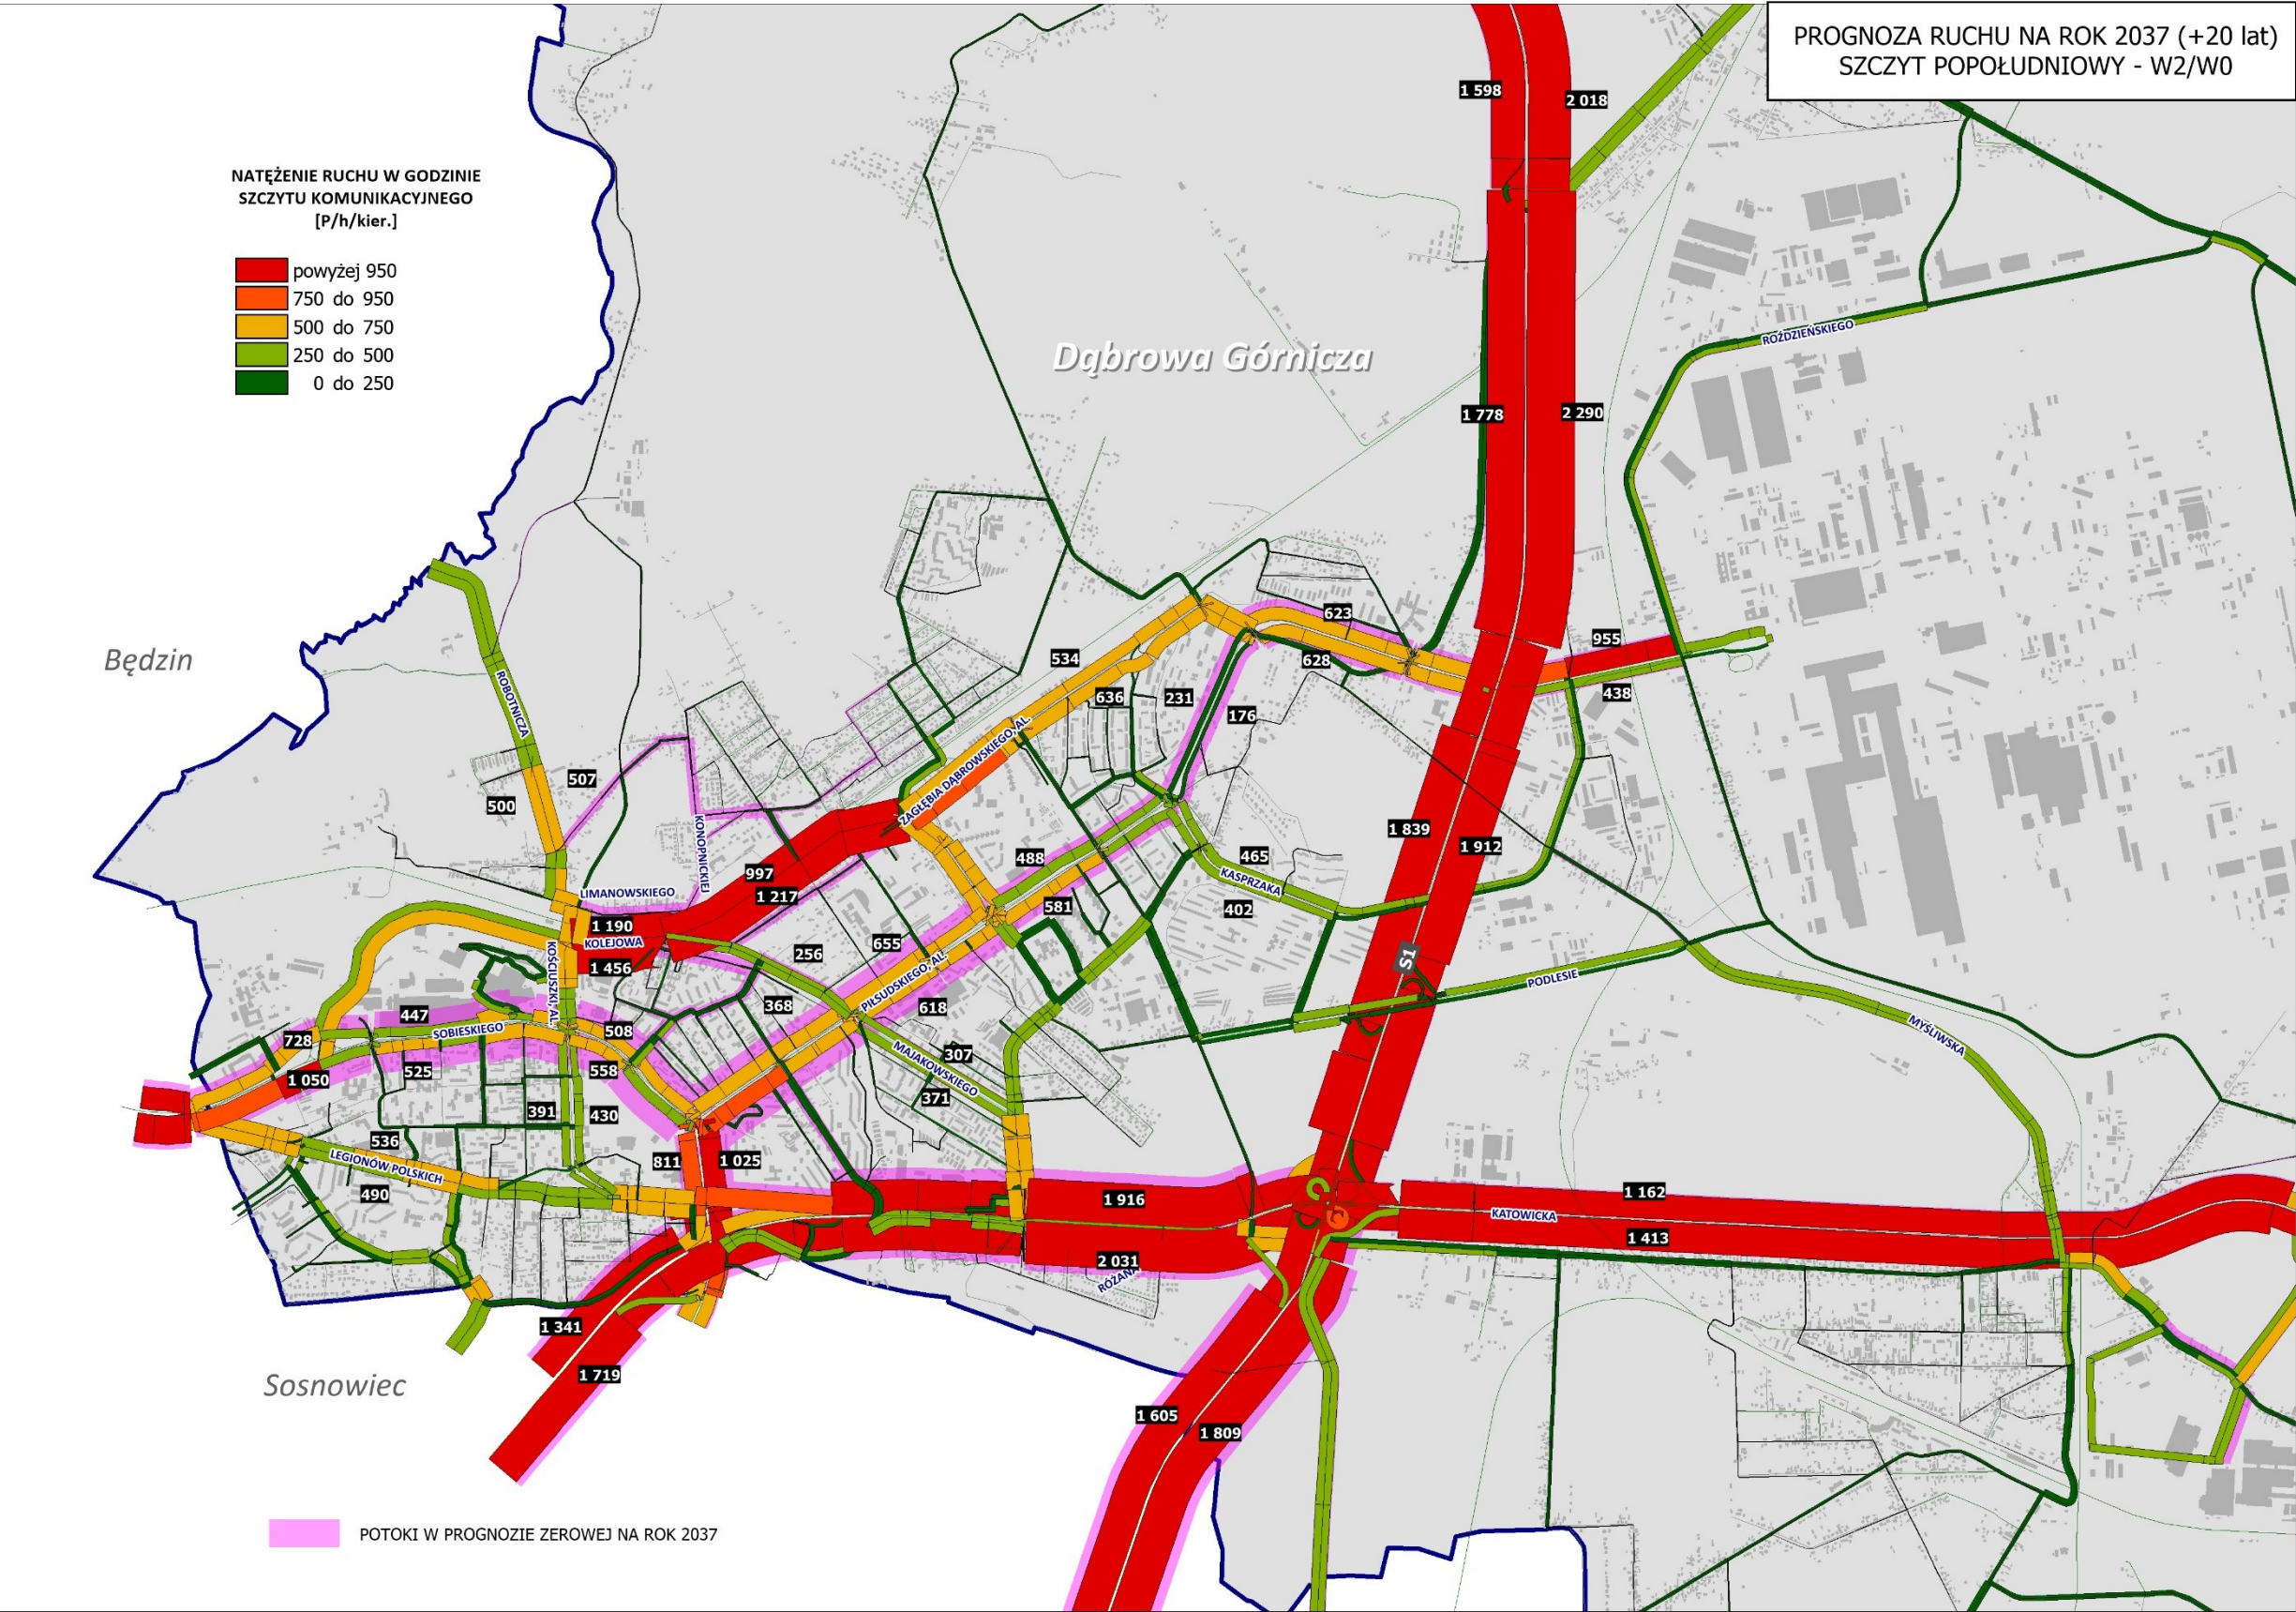 PROGNOZA RUCHU NA ROK 2037 (+20 lat)
SZCZYT POPOŁUDNIOWY - W2/W0
1 598
2 018
NATĘŻENIE RUCHU W GODZINIE
SZCZYTU KOMUNIKACYJNEGO
[P/h/kier.]
powyżej 950
750 do 950
500 do 750
250 do 500
0 do 250
ROŹDZIEŃSKIEGO
Dąbrowa Górnicza
1 778
2 290
623
955
Będzin
534
628
438
ROBOTNICZA
636
231
176
ZAGŁĘBIA DĄBROWSKIEGO, AL.
507
500
KONOPNICKIEJ
1 839
1 912
488
465
997
KASPRZAKA
LIMANOWSKIEGO
1 217
581
402
1 190
KOLEJOWA
655
256
1 456
S1
KOŚCIUSZKI, AL.
PIŁSUDSKIEGO, AL.
PODLESIE
368
618
447
SOBIESKIEGO
508
728
MYŚLIWSKA
307
MAJAKOWSKIEGO
525
558
1 050
371
391
430
536
LEGIONÓW POLSKICH
811
1 025
490
1 916
1 162
KATOWICKA
1 413
2 031
RÓŻAN
1 341
1 719
Sosnowiec
1 605
1 809
POTOKI W PROGNOZIE ZEROWEJ NA ROK 2037